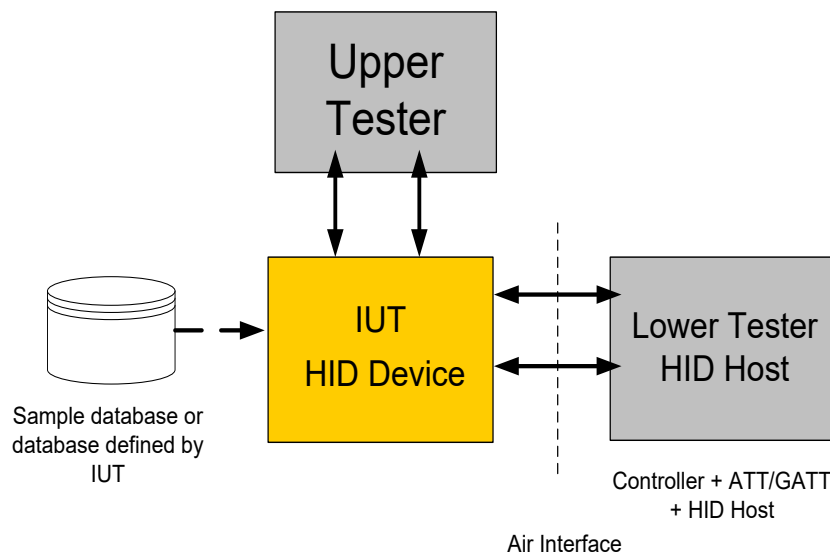 Upper
Tester
IUT
HID Device
Lower Tester
HID Host
Sample database or
database defined by
IUT
Controller + ATT/GATT
+ HID Host
Air Interface